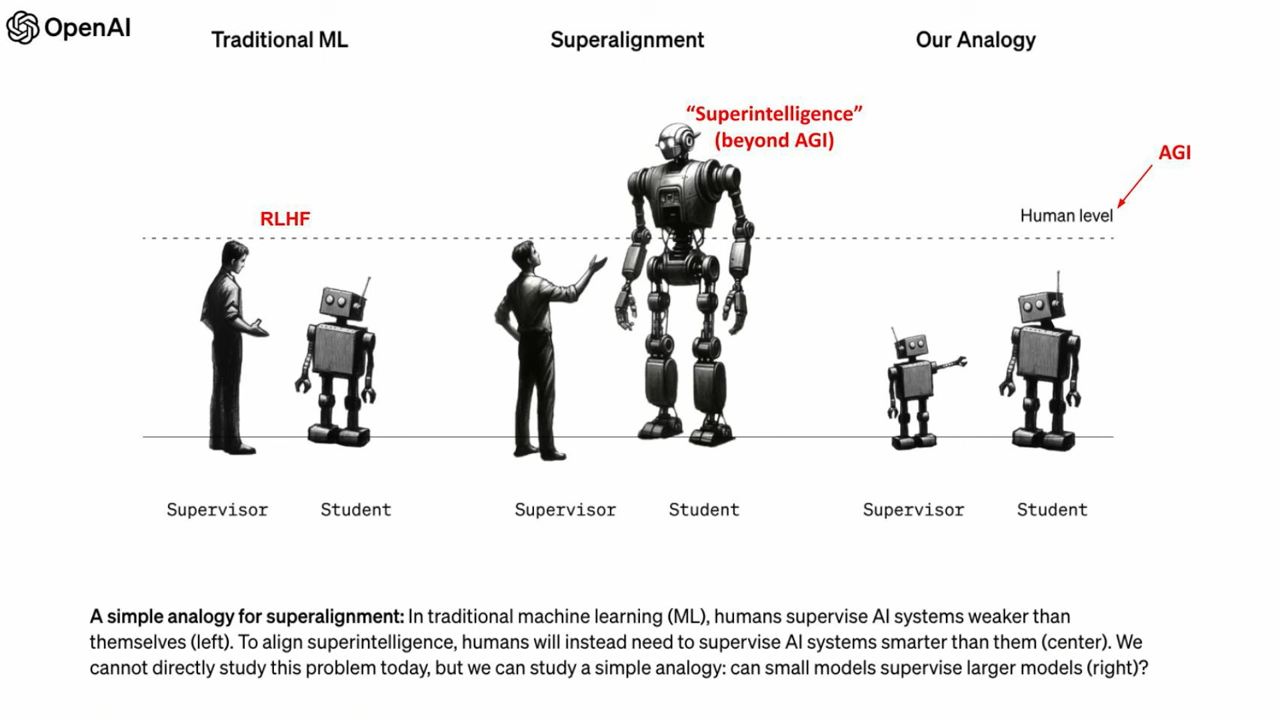 OpenAI
Traditional ML
Superalignment
Our Analogy
“Superintelligence”
(beyond AGI)
AGI
RLHF
Human level
Supervisor
Student
Supervisor
Student
Supervisor
Student
A simple analogy for superalignment: In traditional machine learning (ML), humans supervise AI systems weaker than
themselves (left). To align superintelligence, humans will instead need to supervise AI systems smarter than them (center). We
cannot directly study this problem today, but we can study a simple analogy: can small models supervise larger models (right)?